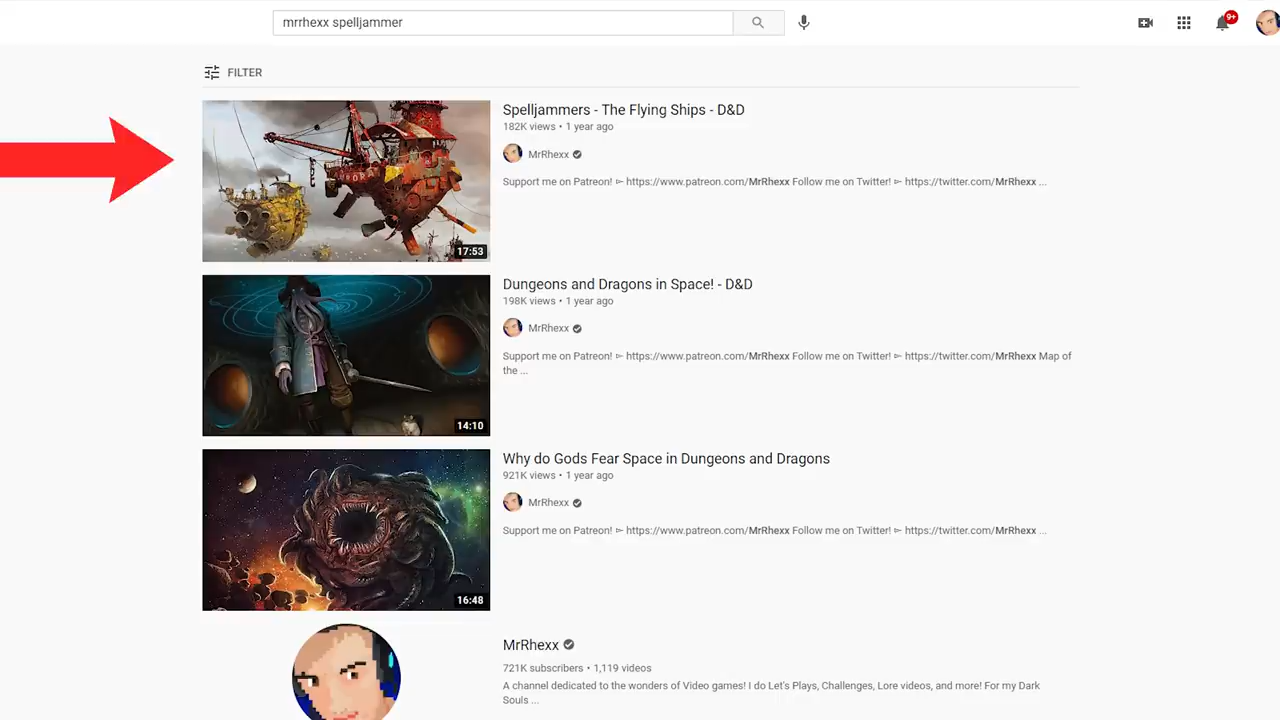 mrrhexx spelljammer
9+
FILTER
Spelljammers - The Flying Ships - D&D
182K views • 1 year ago
MrRhexx
Support me on Patreon! ► https://www.patreon.com/MrRhexx Follow me on Twitter! ► https://twitter.com/MrRhexx ...
17:53
Dungeons and Dragons in Space! - D&D
198K views • 1 year ago
MrRhexx
Support me on Patreon! ► https://www.patreon.com/MrRhexx Follow me on Twitter! ► https://twitter.com/MrRhexx Map of
the ...
14:10
Why do Gods Fear Space in Dungeons and Dragons
921K views • 1 year ago
MrRhexx
Support me on Patreon! ► https://www.patreon.com/MrRhexx Follow me on Twitter! ► https://twitter.com/MrRhexx ...
16:48
MrRhexx
721K subscribers • 1,119 videos
A channel dedicated to the wonders of Video games! I do Let's Plays, Challenges, Lore videos, and more! For my Dark
Souls ...